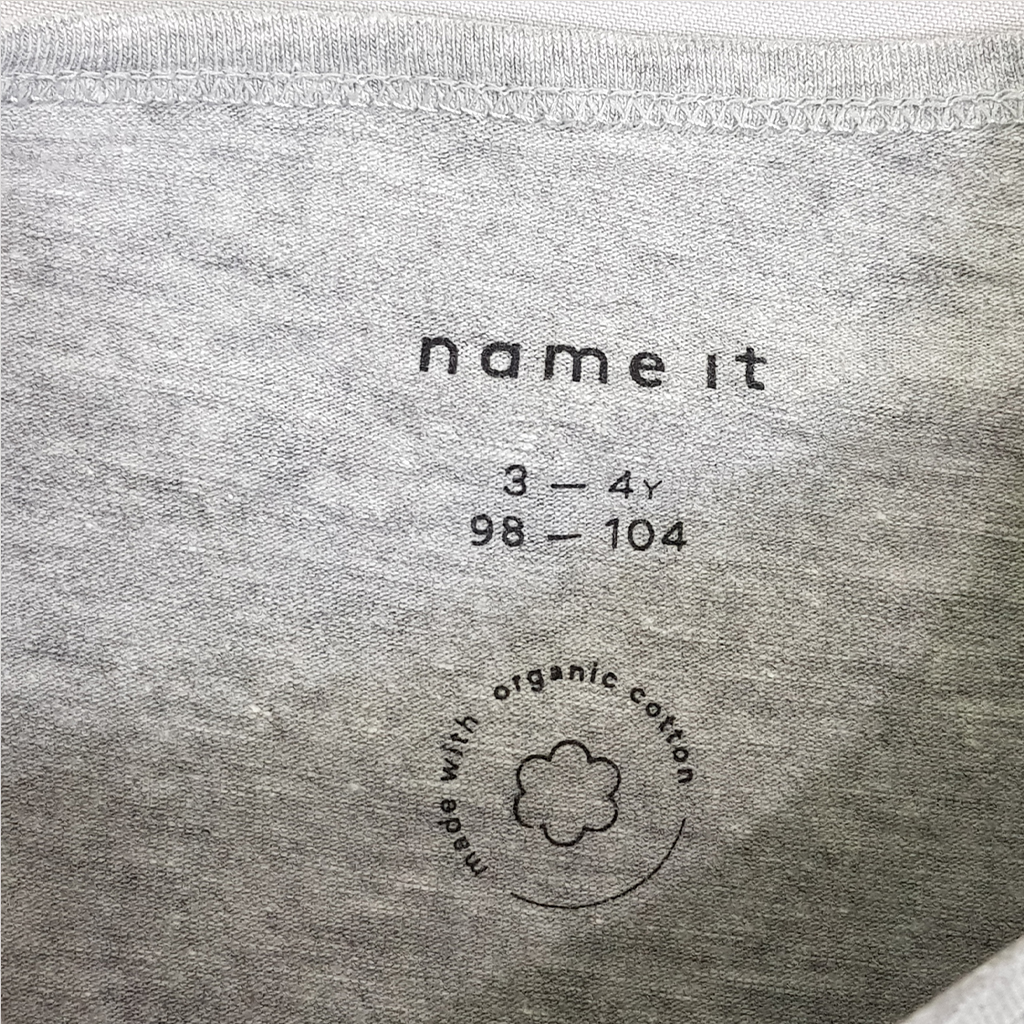 name it
3 – 4Y
98 – 104
made with organic cotton